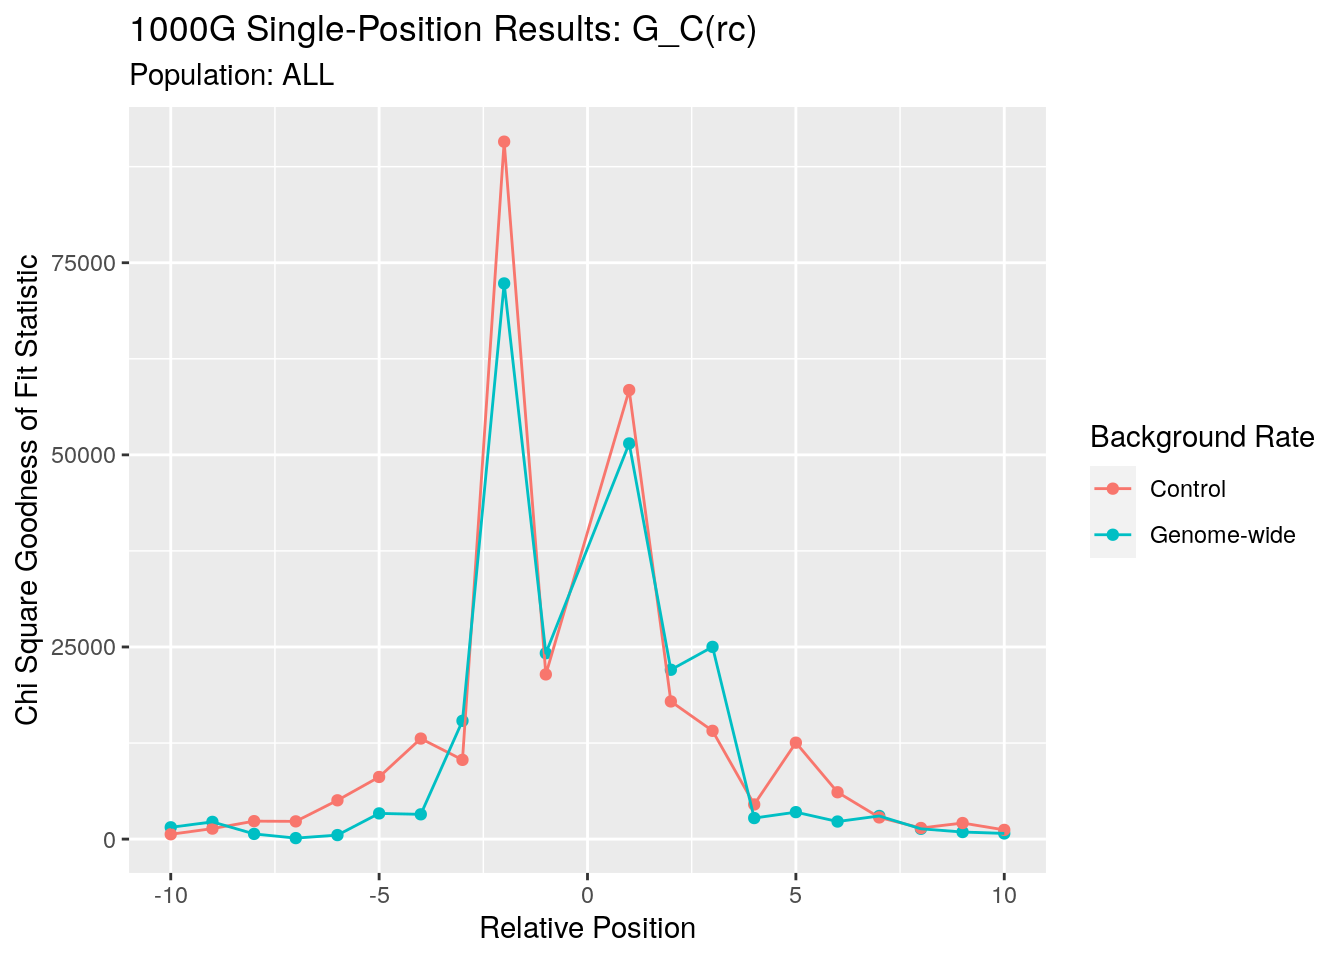 1000G Single-Position Results: G_C(rc)
Population: ALL
Chi Square Goodness of Fit Statistic
75000
50000
25000
0
-10
-5
0
5
10
Relative Position
Background Rate
Control
Genome-wide